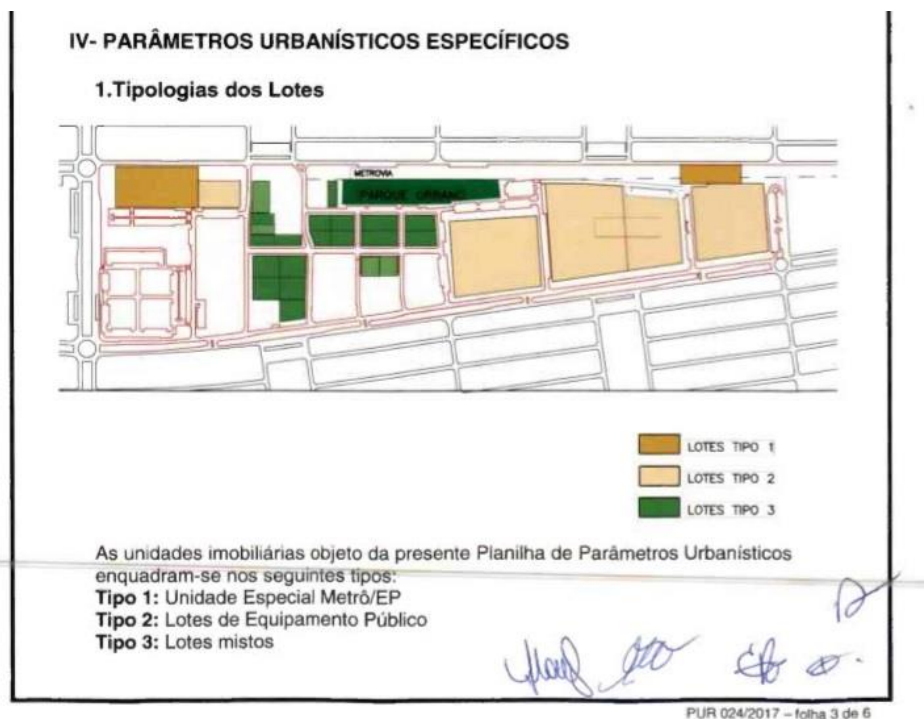 IV- PARÂMETROS URBANÍSTICOS ESPECÍFICOS
1.Tipologias dos Lotes
METROVIA
PARQUE URBANO
LOTES TIPO 1
LOTES TIPO 2
LOTES TIPO 3
As unidades imobiliárias objeto da presente Planilha de Parâmetros Urbanísticos
enquadram-se nos seguintes tipos:
Tipo 1: Unidade Especial Metrô/EP
Tipo 2: Lotes de Equipamento Público
Tipo 3: Lotes mistos
PUR 024/2017 – folha 3 de 6